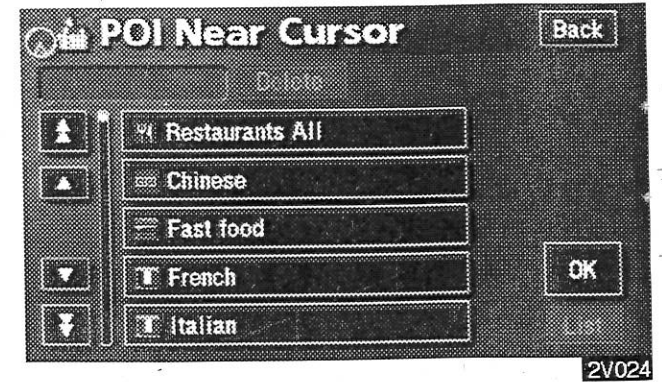 POI Near Cursor Back
Delete
Restaurants All
Chinese
Fast food
French
OK
Italian
List
2V024